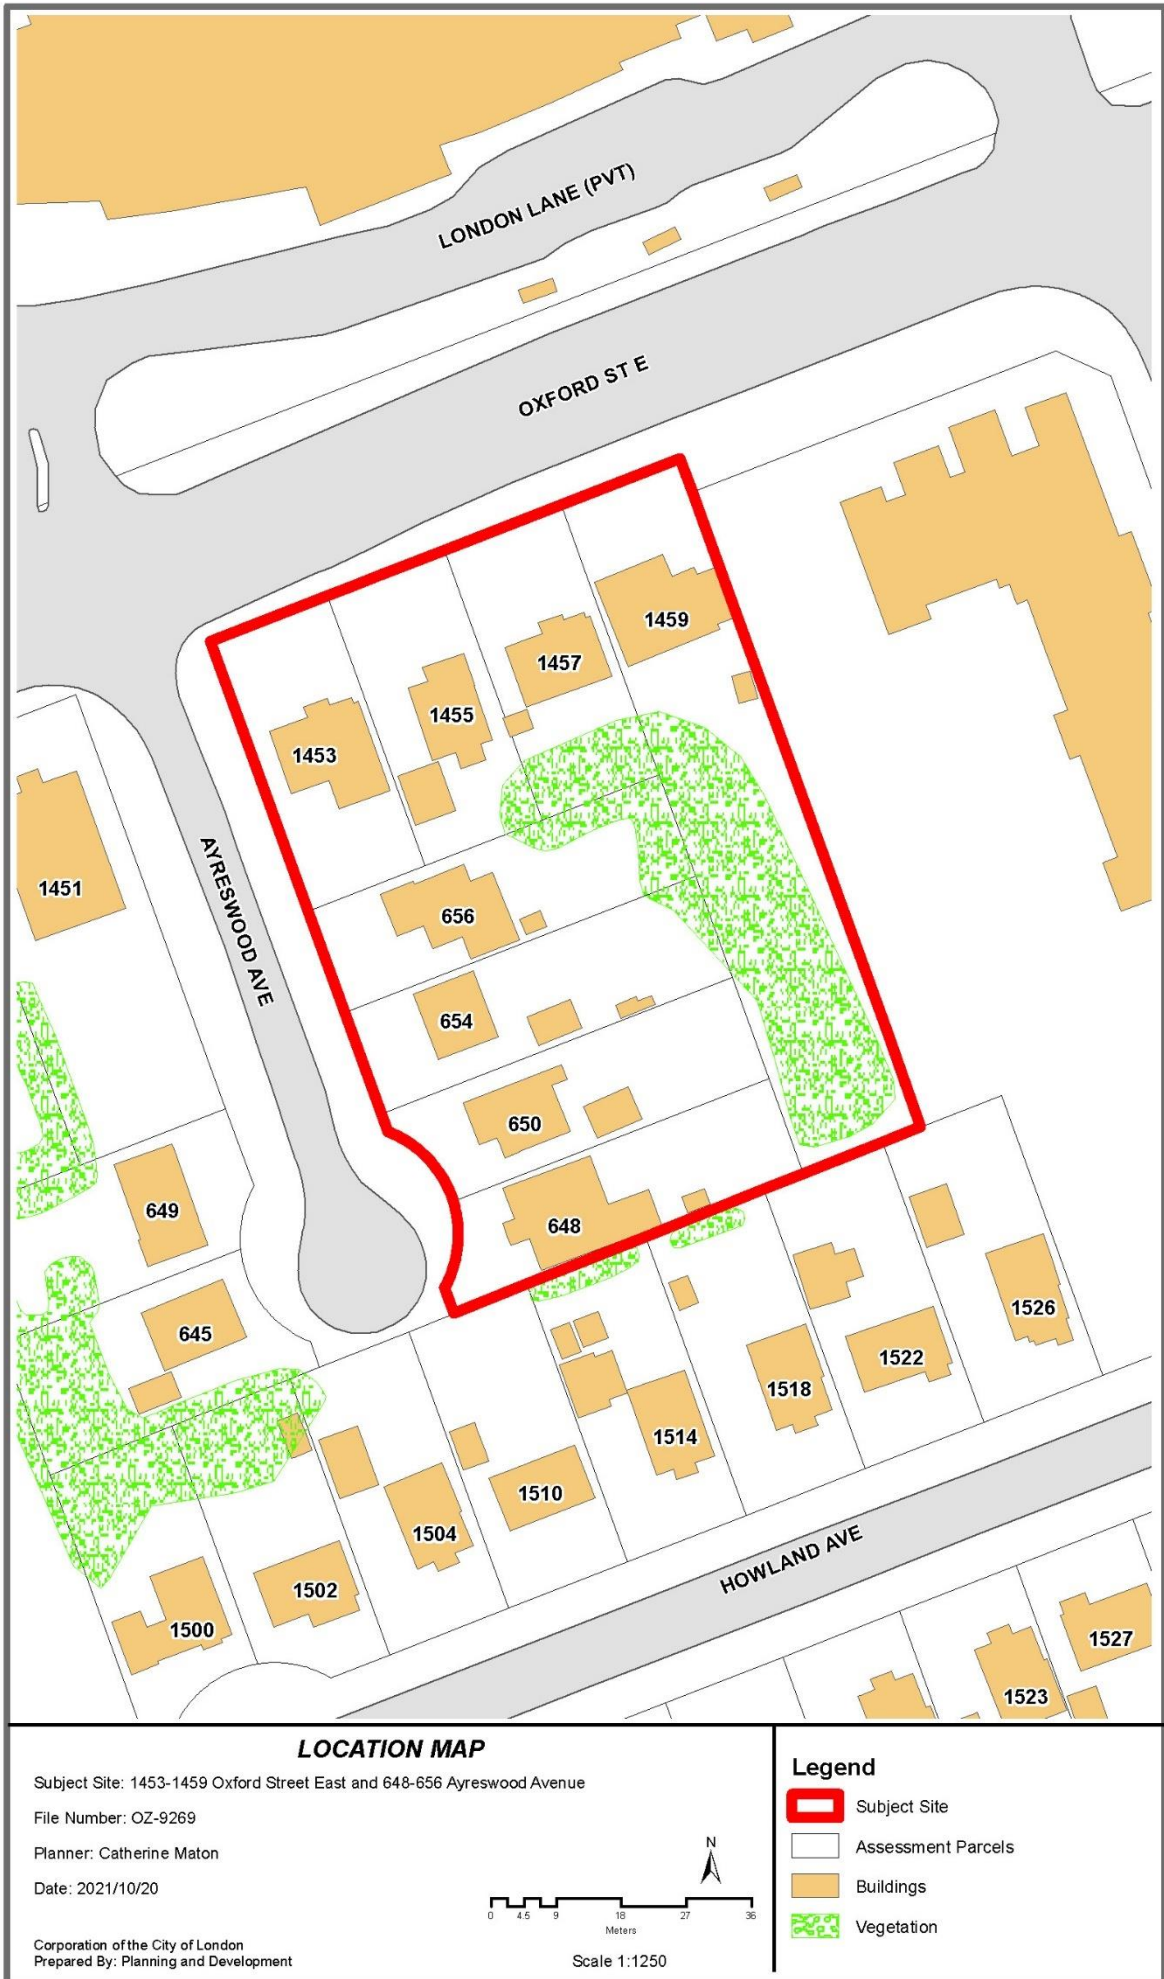 LONDON LANE (PVT)
OXFORD ST E
1459
1457
1455
1453
1451
AYRESWOOD AVE
656
654
650
649
648
645
1526
1522
1518
1514
1510
1504
1502
1500
HOWLAND AVE
1527
1523
LOCATION MAP
Subject Site: 1453-1459 Oxford Street East and 648-656 Ayreswood Avenue
File Number: OZ-9269
Planner: Catherine Maton
Date: 2021/10/20
Corporation of the City of London
Prepared By: Planning and Development
N
0 4.5 9 18 27 36
Meters
Scale 1:1250
Legend
Subject Site
Assessment Parcels
Buildings
Vegetation